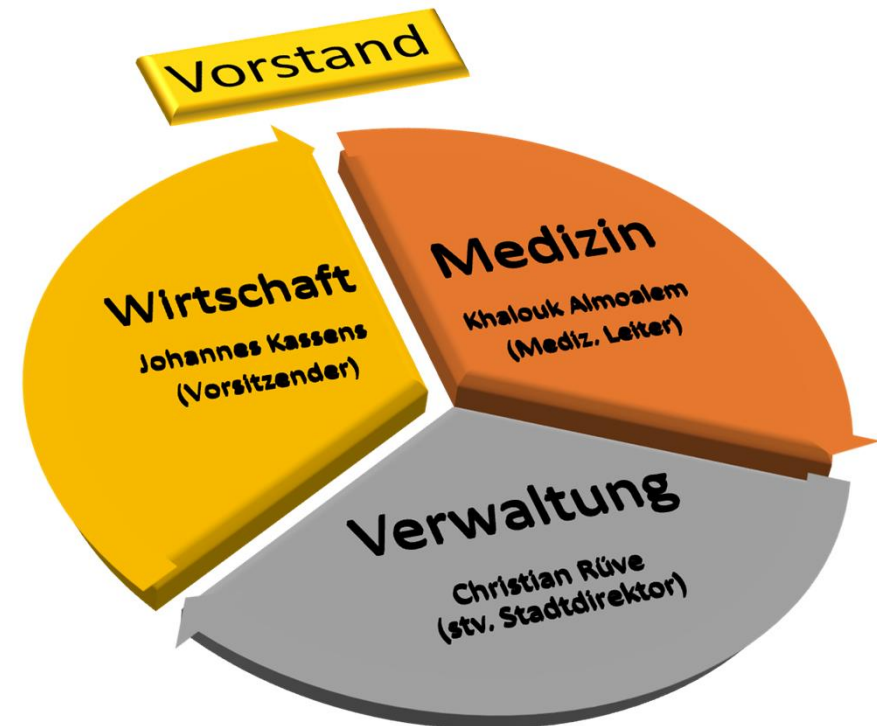 Vorstand
Wirtschaft
Johannes Kassens
(Vorsitzender)
Medizin
Khalouk Almoalem
(Mediz. Leiter)
Verwaltung
Christian Rüve
(stv. Stadtdirektor)